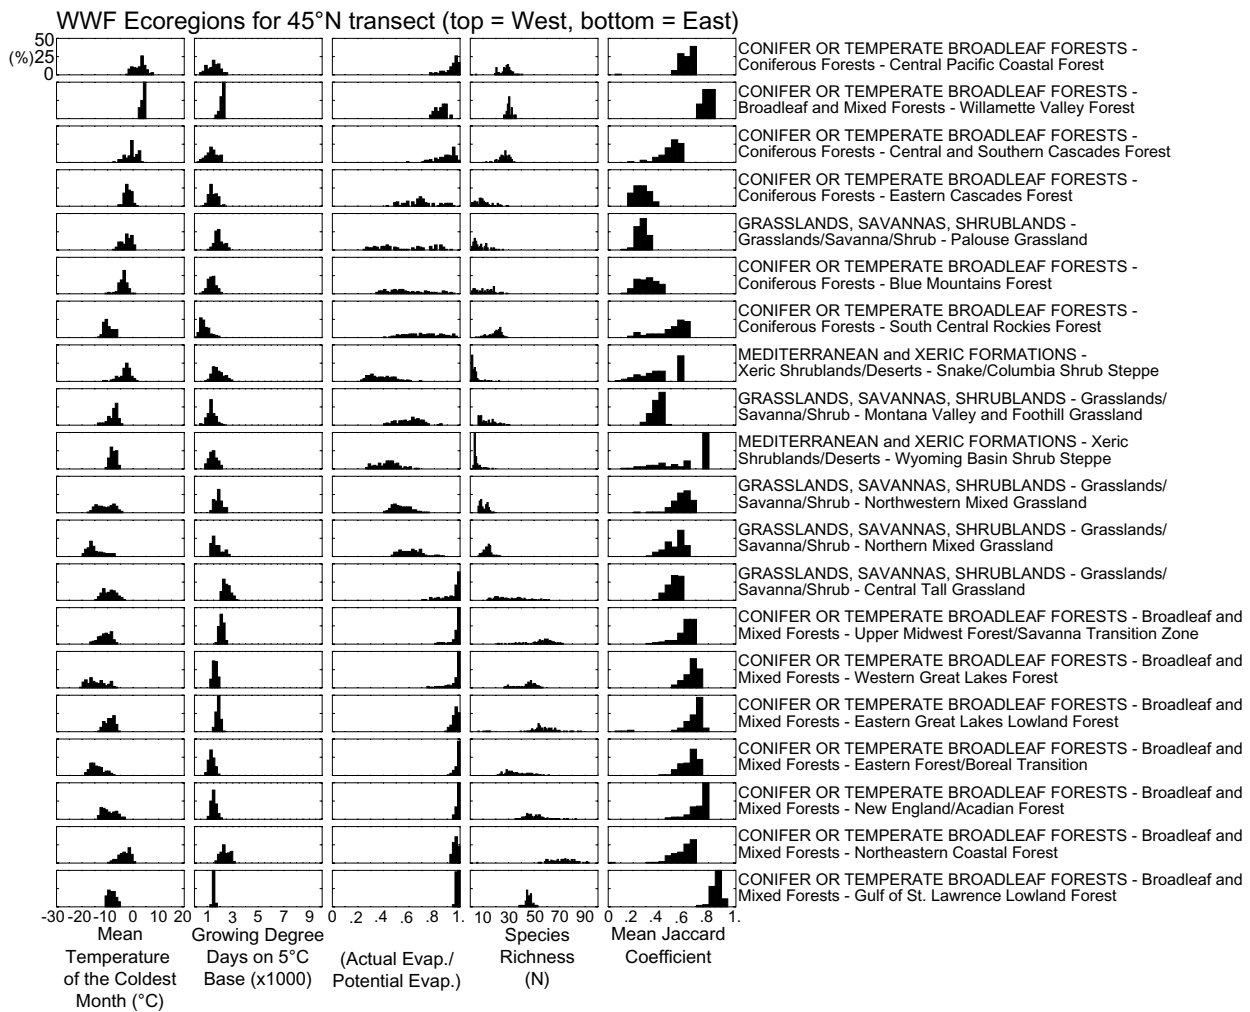 WWF Ecoregions for 45°N transect (top = West, bottom = East)
50
(%)25
0
CONIFER OR TEMPERATE BROADLEAF FORESTS -
Coniferous Forests - Central Pacific Coastal Forest
CONIFER OR TEMPERATE BROADLEAF FORESTS -
Broadleaf and Mixed Forests - Willamette Valley Forest
CONIFER OR TEMPERATE BROADLEAF FORESTS -
Coniferous Forests - Central and Southern Cascades Forest
CONIFER OR TEMPERATE BROADLEAF FORESTS -
Coniferous Forests - Eastern Cascades Forest
GRASSLANDS, SAVANNAS, SHRUBLANDS -
Grasslands/Savanna/Shrub - Palouse Grassland
CONIFER OR TEMPERATE BROADLEAF FORESTS -
Coniferous Forests - Blue Mountains Forest
CONIFER OR TEMPERATE BROADLEAF FORESTS -
Coniferous Forests - South Central Rockies Forest
MEDITERRANEAN and XERIC FORMATIONS -
Xeric Shrublands/Deserts - Snake/Columbia Shrub Steppe
GRASSLANDS, SAVANNAS, SHRUBLANDS - Grasslands/
Savanna/Shrub - Montana Valley and Foothill Grassland
MEDITERRANEAN and XERIC FORMATIONS - Xeric
Shrublands/Deserts - Wyoming Basin Shrub Steppe
GRASSLANDS, SAVANNAS, SHRUBLANDS - Grasslands/
Savanna/Shrub - Northwestern Mixed Grassland
GRASSLANDS, SAVANNAS, SHRUBLANDS - Grasslands/
Savanna/Shrub - Northern Mixed Grassland
GRASSLANDS, SAVANNAS, SHRUBLANDS - Grasslands/
Savanna/Shrub - Central Tall Grassland
CONIFER OR TEMPERATE BROADLEAF FORESTS - Broadleaf and
Mixed Forests - Upper Midwest Forest/Savanna Transition Zone
CONIFER OR TEMPERATE BROADLEAF FORESTS - Broadleaf and
Mixed Forests - Western Great Lakes Forest
CONIFER OR TEMPERATE BROADLEAF FORESTS - Broadleaf and
Mixed Forests - Eastern Great Lakes Lowland Forest
CONIFER OR TEMPERATE BROADLEAF FORESTS - Broadleaf and
Mixed Forests - Eastern Forest/Boreal Transition
CONIFER OR TEMPERATE BROADLEAF FORESTS - Broadleaf and
Mixed Forests - New England/Acadian Forest
CONIFER OR TEMPERATE BROADLEAF FORESTS - Broadleaf and
Mixed Forests - Northeastern Coastal Forest
CONIFER OR TEMPERATE BROADLEAF FORESTS - Broadleaf and
Mixed Forests - Gulf of St. Lawrence Lowland Forest
-30 -20 -10 0 10 20
Mean
Temperature
of the Coldest
Month (°C)
1 3 5 7 9
Growing Degree
Days on 5°C
Base (x1000)
0 .2 .4 .6 .8 1.
(Actual Evap./
Potential Evap.)
10 30 50 70 90
Species
Richness
(N)
0 .2 .4 .6 .8 1.
Mean Jaccard
Coefficient